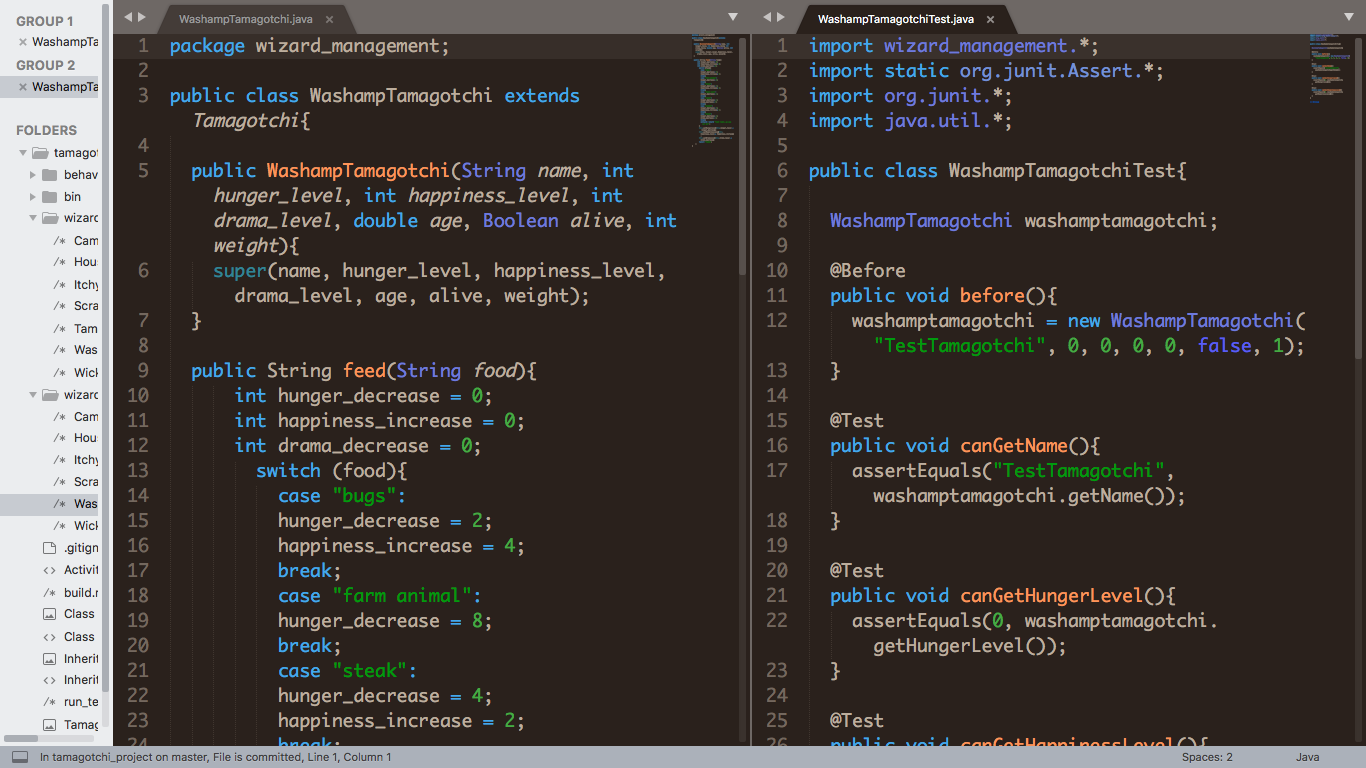 GROUP 1
WashampTa
GROUP 2
WashampTa
FOLDERS
tamagot
behav
bin
wizard
/* Cam
/* Hou
/* Itchy
/* Scra
/* Tam
/* Was
/* Wick
wizard
/* Cam
/* Hou
/* Itchy
/* Scra
/* Was
/* Wick
.gitign
<> Activit
/* build.r
Class
<> Class
Inherit
<> Inherit
/* run_te
Tamag
WashampTamagotchi.java
1 package wizard_management;
2
3 public class WashampTamagotchi extends
Tamagotchi{
4
5 public WashampTamagotchi(String name, int
hunger_level, int happiness_level, int
drama_level, double age, Boolean alive, int
weight){
6 super(name, hunger_level, happiness_level,
drama_level, age, alive, weight);
7 }
8
9 public String feed(String food){
10 int hunger_decrease = 0;
11 int happiness_increase = 0;
12 int drama_decrease = 0;
13 switch (food){
14 case "bugs":
15 hunger_decrease = 2;
16 happiness_increase = 4;
17 break;
18 case "farm animal":
19 hunger_decrease = 8;
20 break;
21 case "steak":
22 hunger_decrease = 4;
23 happiness_increase = 2;
24 break;
WashampTamagotchiTest.java
1 import wizard_management.*;
2 import static org.junit.Assert.*;
3 import org.junit.*;
4 import java.util.*;
5
6 public class WashampTamagotchiTest{
7
8 WashampTamagotchi washamptamagotchi;
9
10 @Before
11 public void before(){
12 washamptamagotchi = new WashampTamagotchi(
"TestTamagotchi", 0, 0, 0, 0, false, 1);
13 }
14
15 @Test
16 public void canGetName(){
17 assertEquals("TestTamagotchi",
washamptamagotchi.getName());
18 }
19
20 @Test
21 public void canGetHungerLevel(){
22 assertEquals(0, washamptamagotchi.
getHungerLevel());
23 }
24
25 @Test
26 public void canGetHappinessLevel(){
In tamagotchi_project on master, File is committed, Line 1, Column 1
Spaces: 2
Java